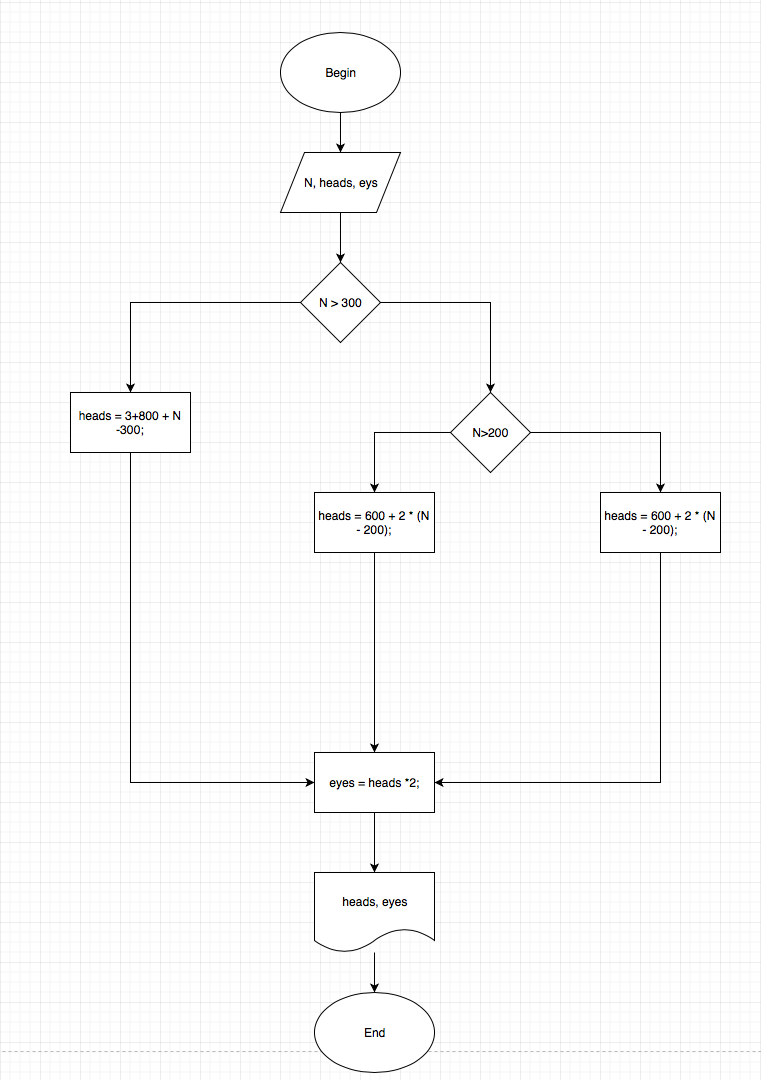 Begin
N, heads, eys
N > 300
heads = 3+800 + N
-300;
N>200
heads = 600 + 2 * (N
- 200);
heads = 600 + 2 * (N
- 200);
eyes = heads *2;
heads, eyes
End